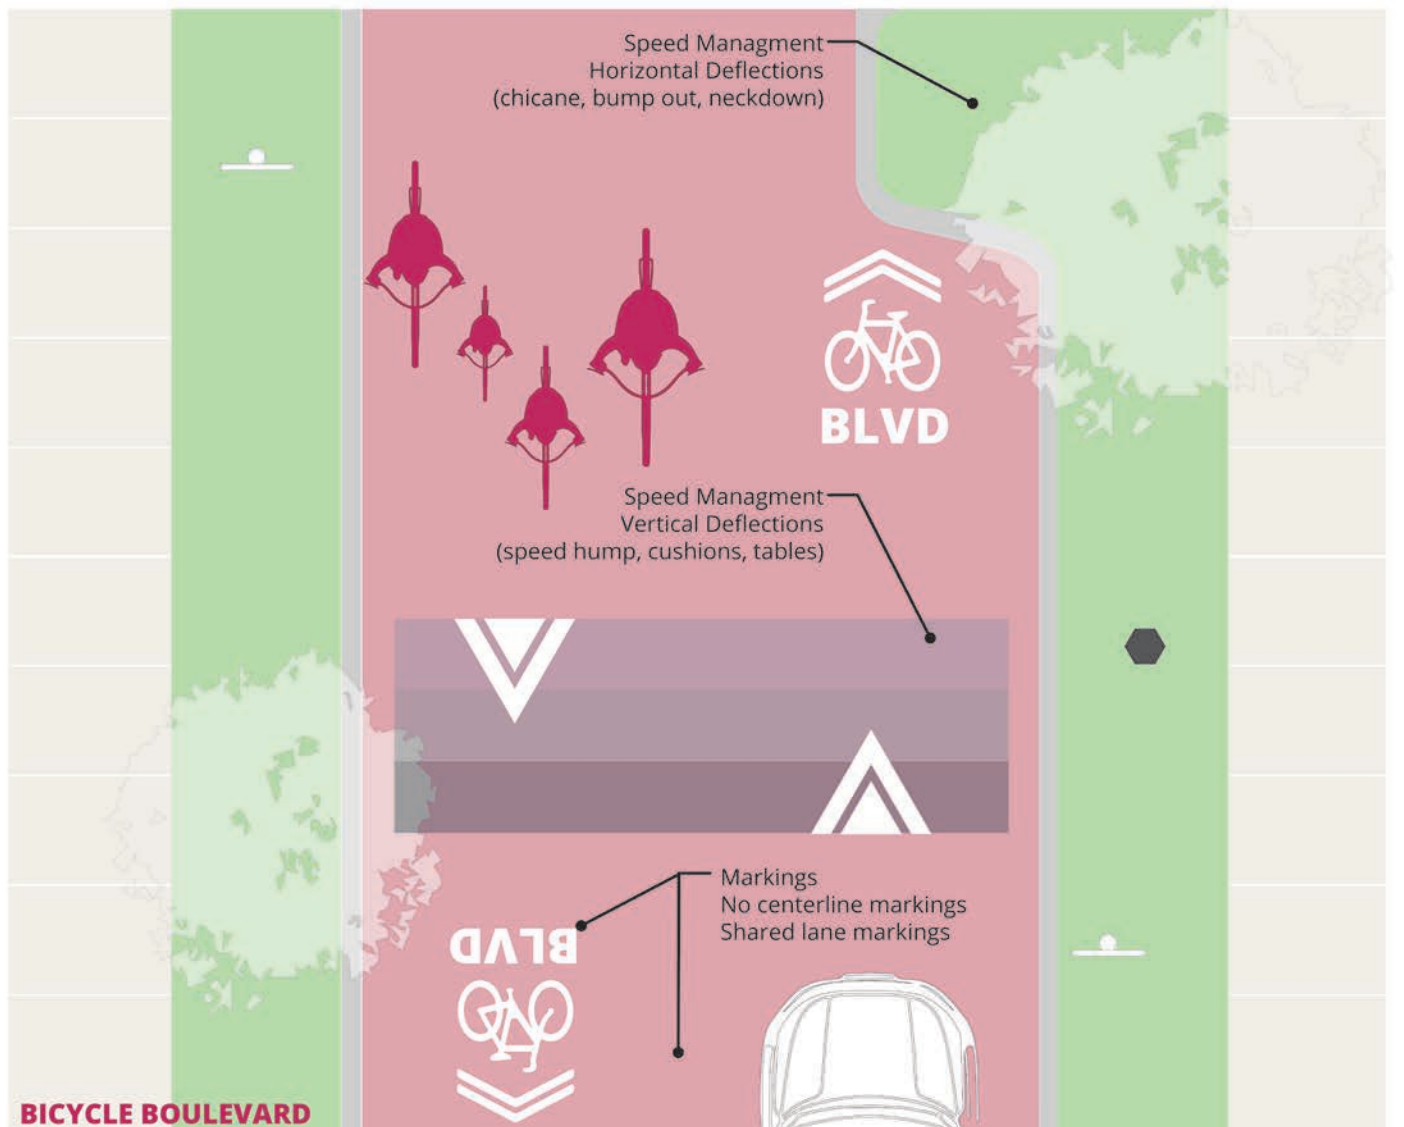 Speed Managment
Horizontal Deflections
(chicane, bump out, neckdown)
BLVD
Speed Managment
Vertical Deflections
(speed hump, cushions, tables)
Markings
No centerline markings
Shared lane markings
BLVD
BICYCLE BOULEVARD